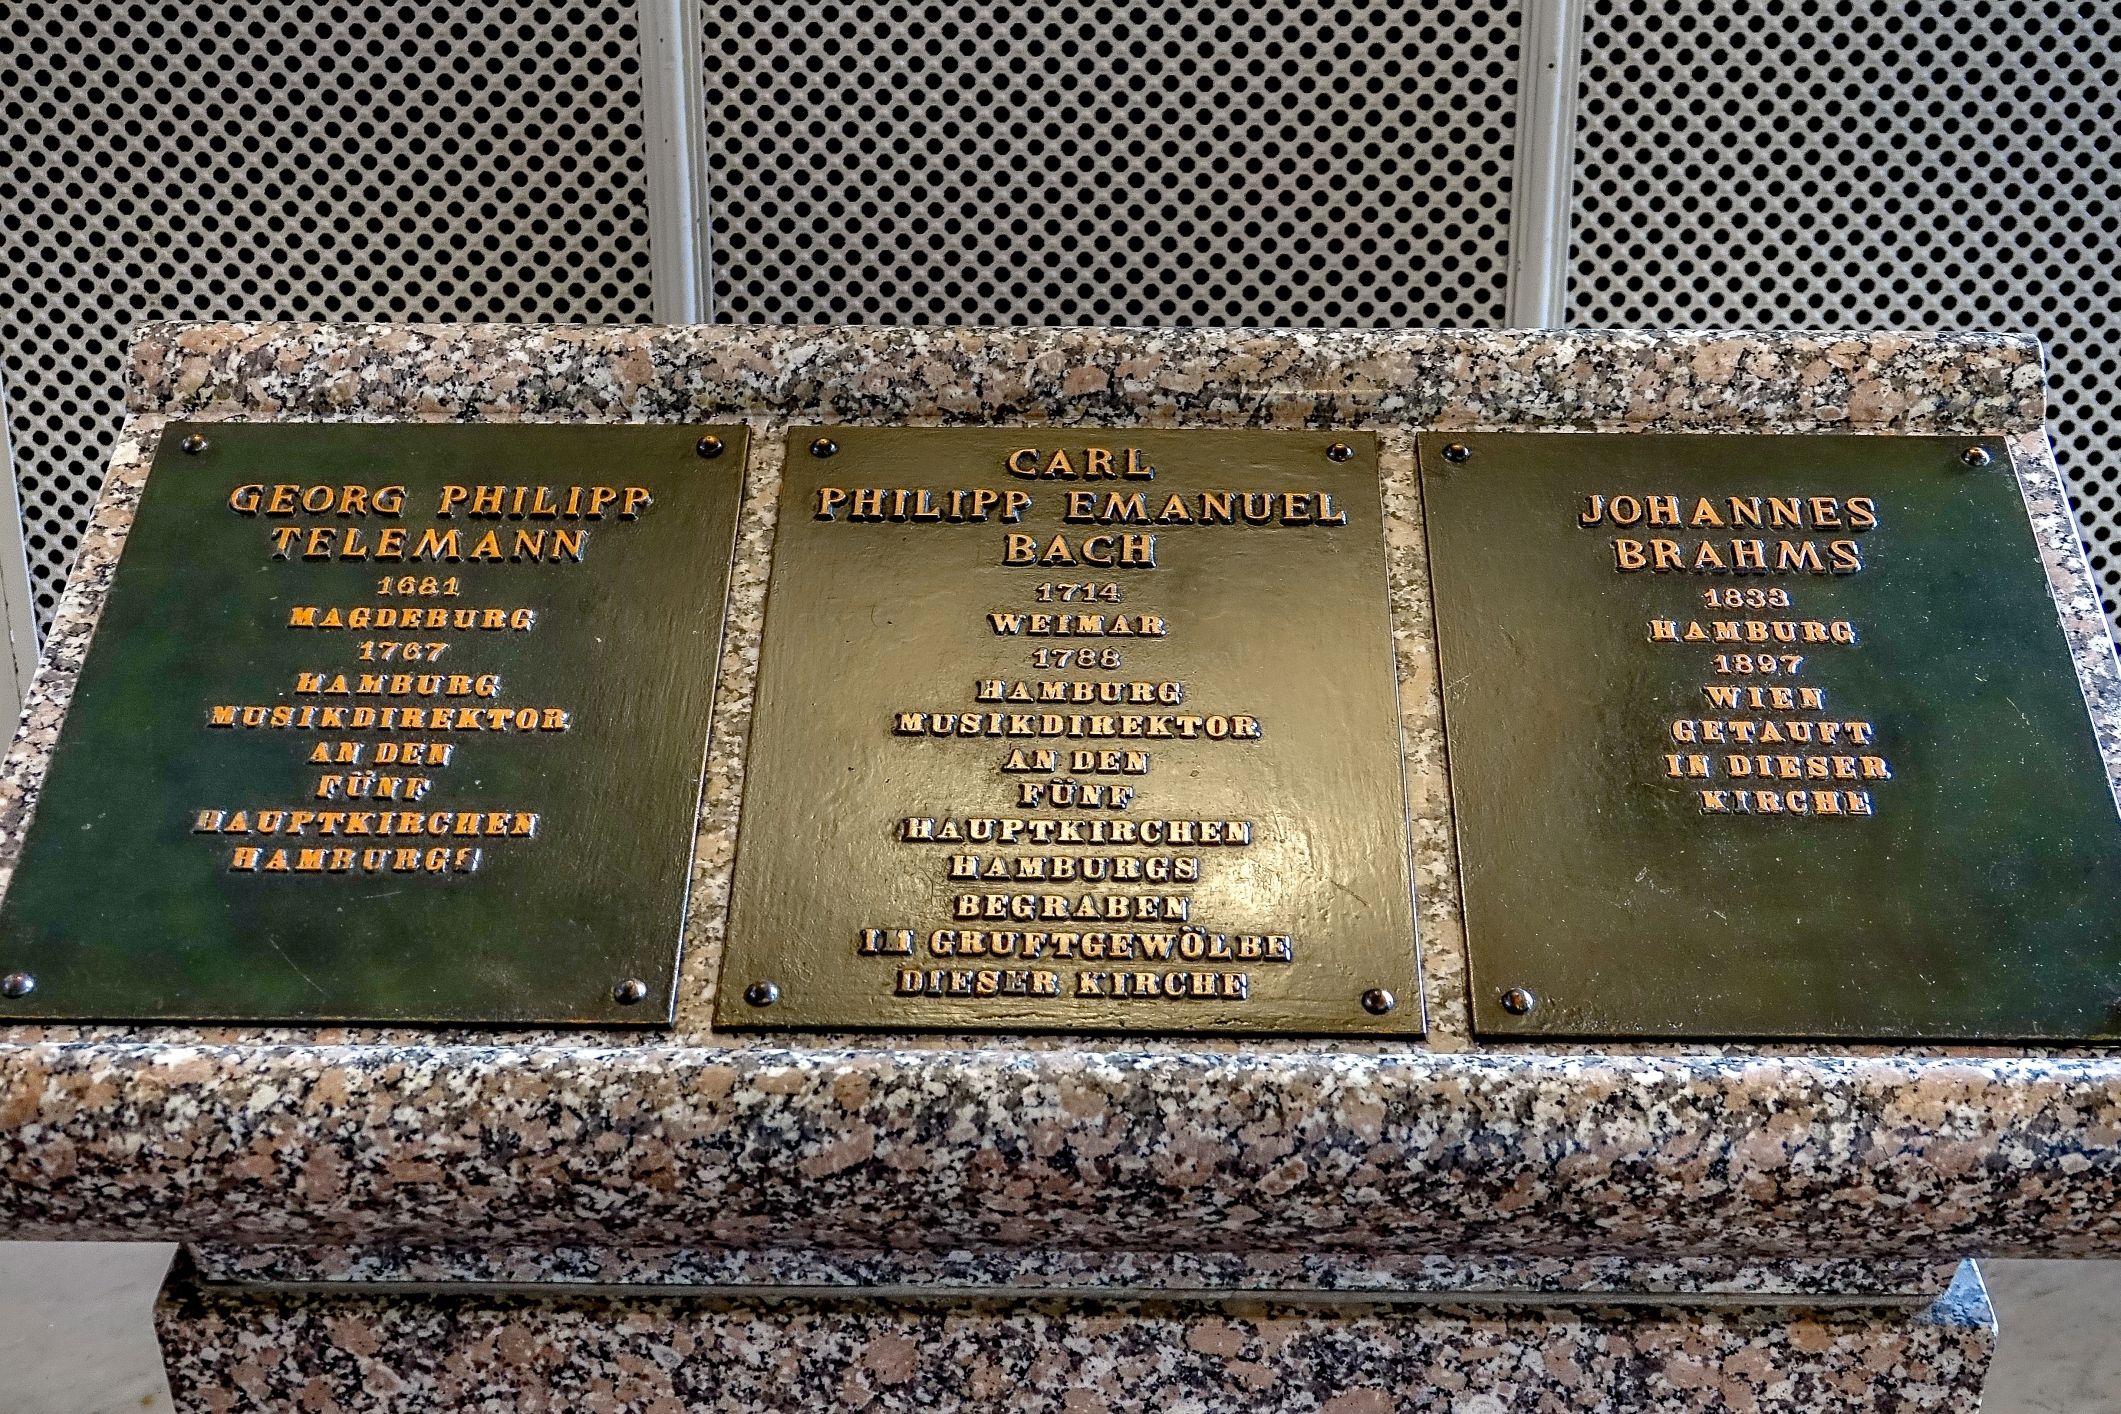 GEORG PHILIPP
TELEMANN
1681
MAGDEBURG
1767
HAMBURG
MUSIKDIREKTOR
AN DEN
FÜNF
HAUPTKIRCHEN
HAMBURGS
CARL
PHILIPP EMANUEL
BACH
1714
WEIMAR
1788
HAMBURG
MUSIKDIREKTOR
AN DEN
FÜNF
HAUPTKIRCHEN
HAMBURGS
BEGRABEN
IM GRUFTGEWÖLBE
DIESER KIRCHE
JOHANNES
BRAHMS
1833
HAMBURG
1897
WIEN
GETAUFT
IN DIESER
KIRCHE